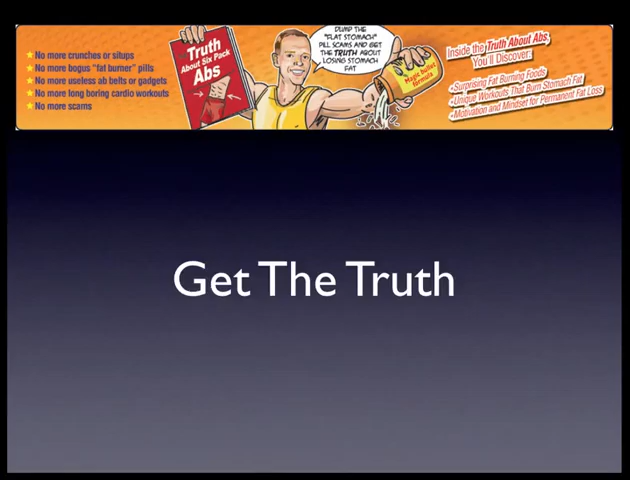 ★No more crunches or situps
★No more bogus "fat burner" pills
★No more useless ab belts or gadgets
★No more long boring cardio workouts
★No more scams
Truth
About Six Pack
Abs
DUMP THE
"FLAT STOMACH"
PILL SCAMS AND GET
THE TRUTH ABOUT
LOSING STOMACH
FAT
Magic bullet
formula
Inside the Truth About Abs,
You'll Discover:
•Surprising Fat Burning Foods
•Unique Workouts That Burn Stomach Fat
•Motivation and Mindset for Permanent Fat Loss
Get The Truth